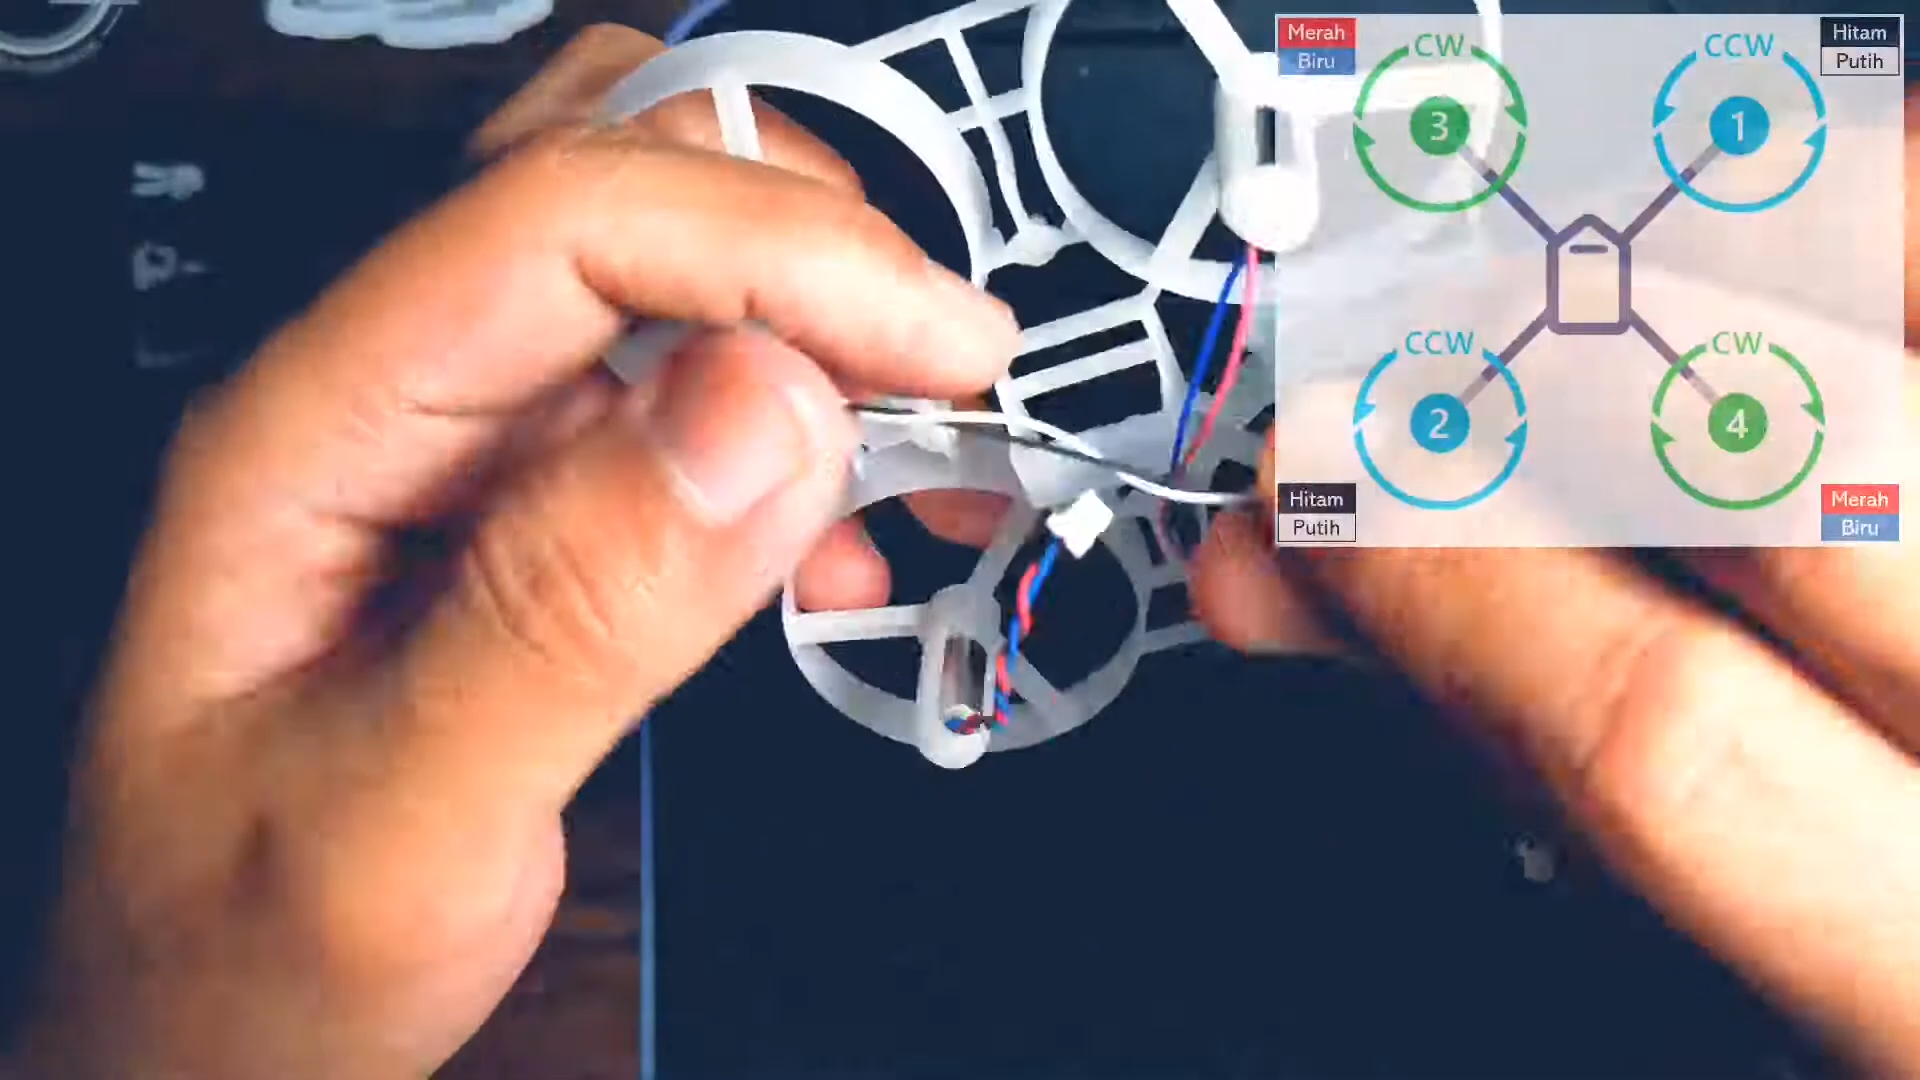 Merah
Biru
CW
3
CCW
1
Hitam
Putih
CCW
2
CW
4
Hitam
Putih
Merah
Biru